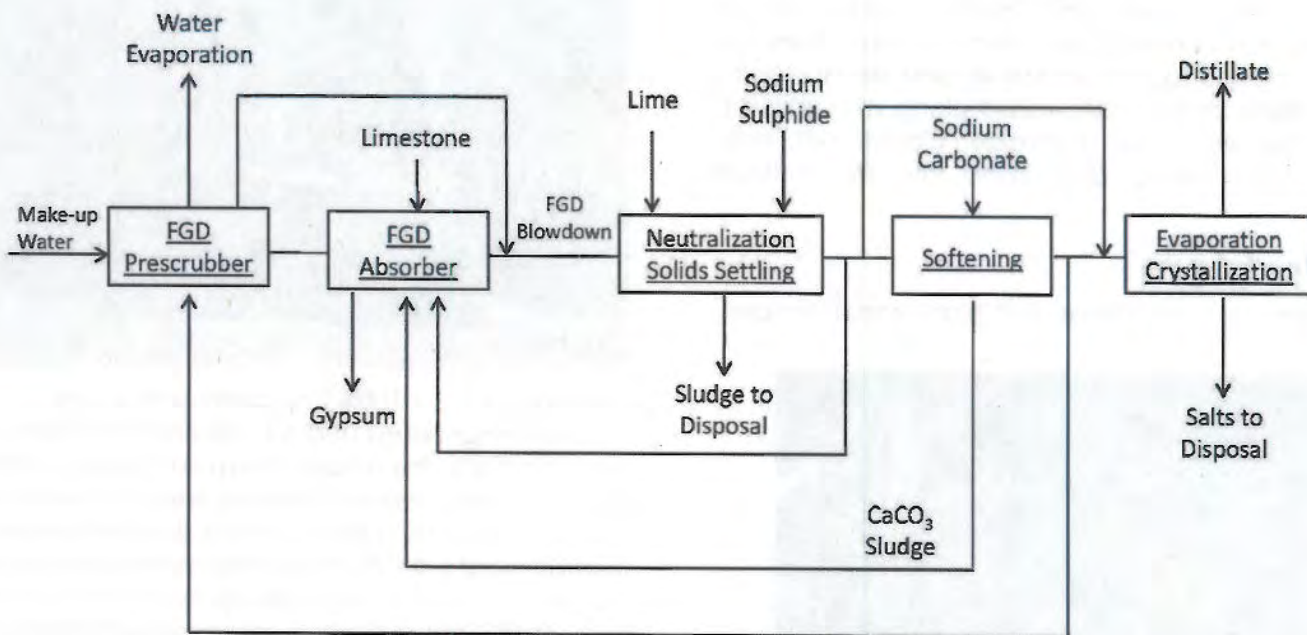 Water
Evaporation
Limestone
Lime
Sodium
Sulphide
Sodium
Carbonate
Distillate
Make-up
Water
FGD
Prescrubber
FGD
Absorber
FGD
Blowdown
Neutralization
Solids Settling
Softening
Evaporation
Crystallization
Gypsum
Sludge to
Disposal
Salts to
Disposal
CaCO₃
Sludge